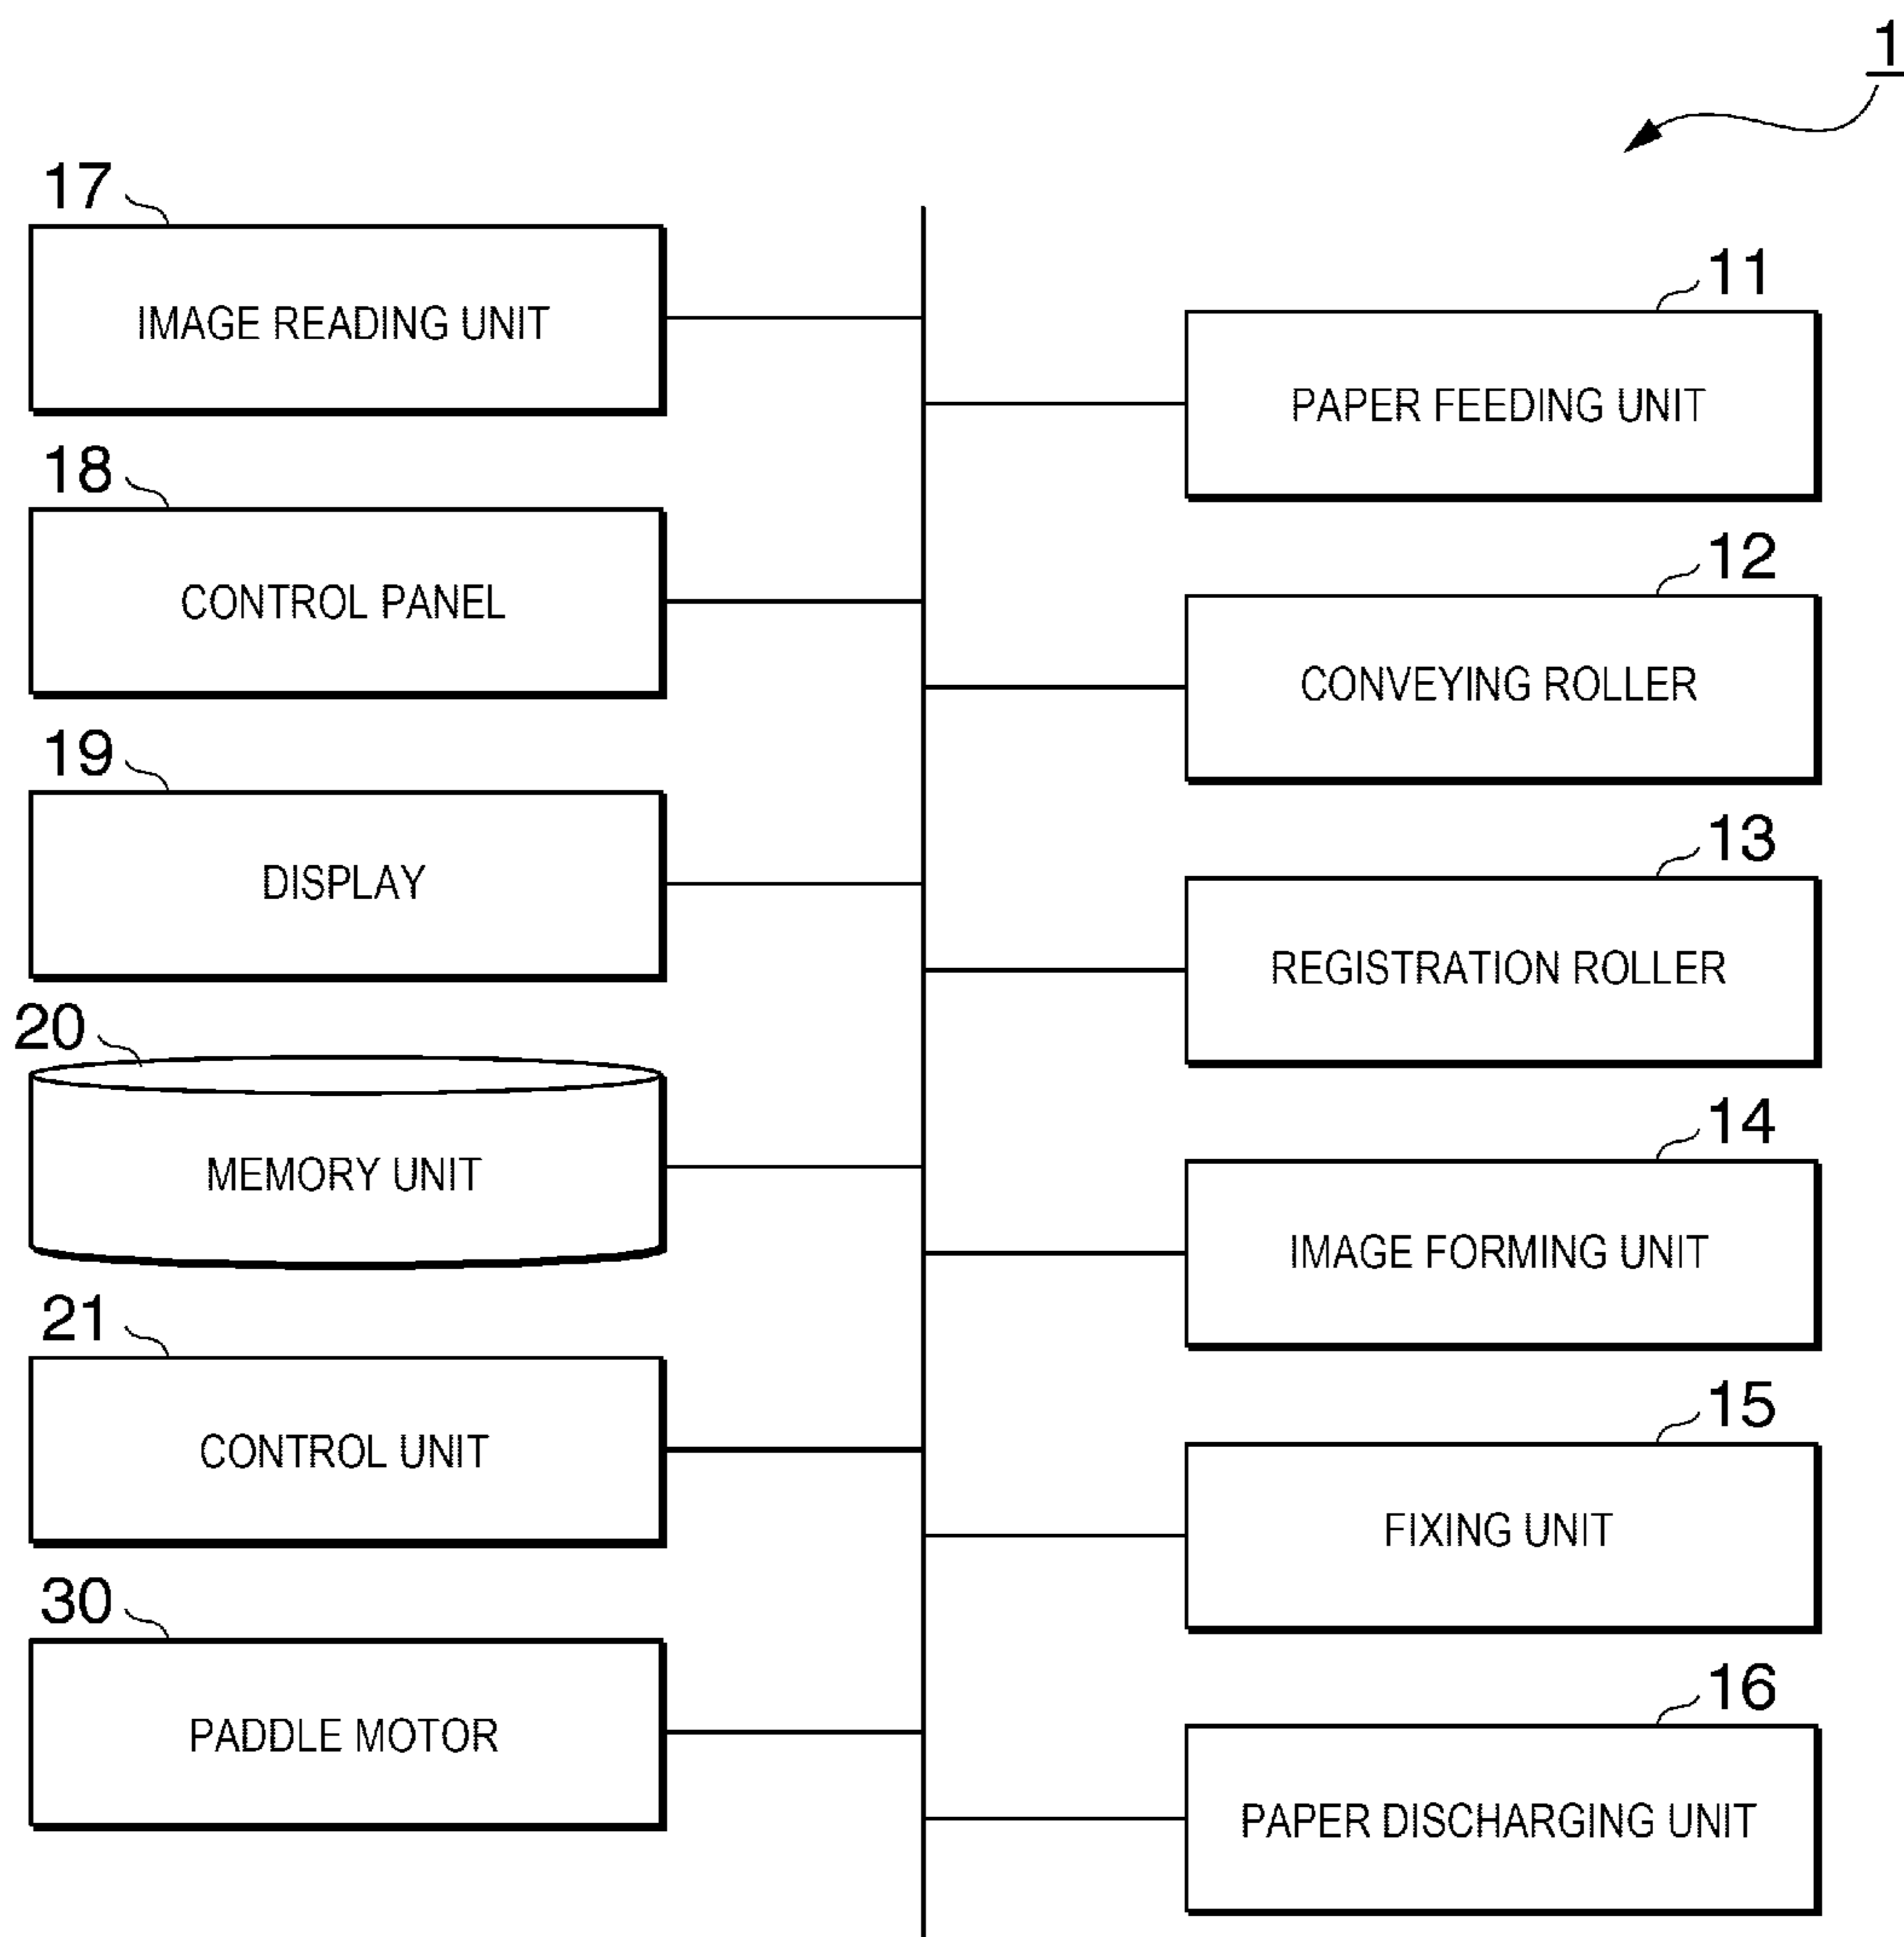 1
17
IMAGE READING UNIT
18
CONTROL PANEL
19
DISPLAY
20
MEMORY UNIT
21
CONTROL UNIT
30
PADDLE MOTOR
11
PAPER FEEDING UNIT
12
CONVEYING ROLLER
13
REGISTRATION ROLLER
14
IMAGE FORMING UNIT
15
FIXING UNIT
16
PAPER DISCHARGING UNIT